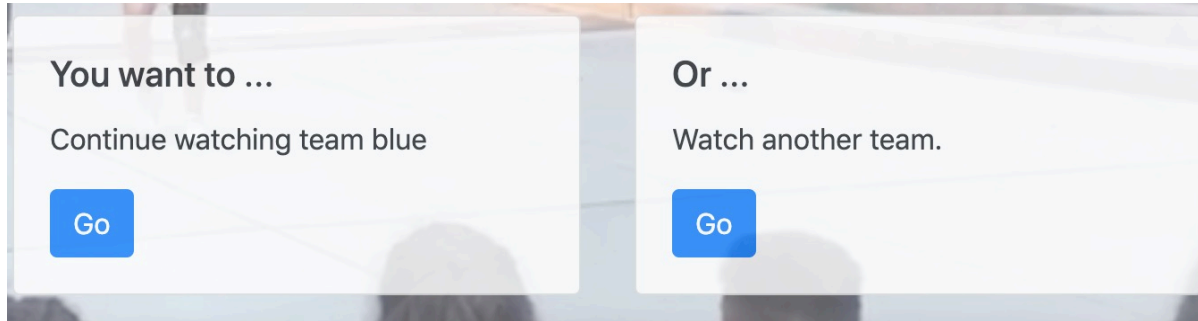 You want to ...
Continue watching team blue
Go
Or ...
Watch another team.
Go